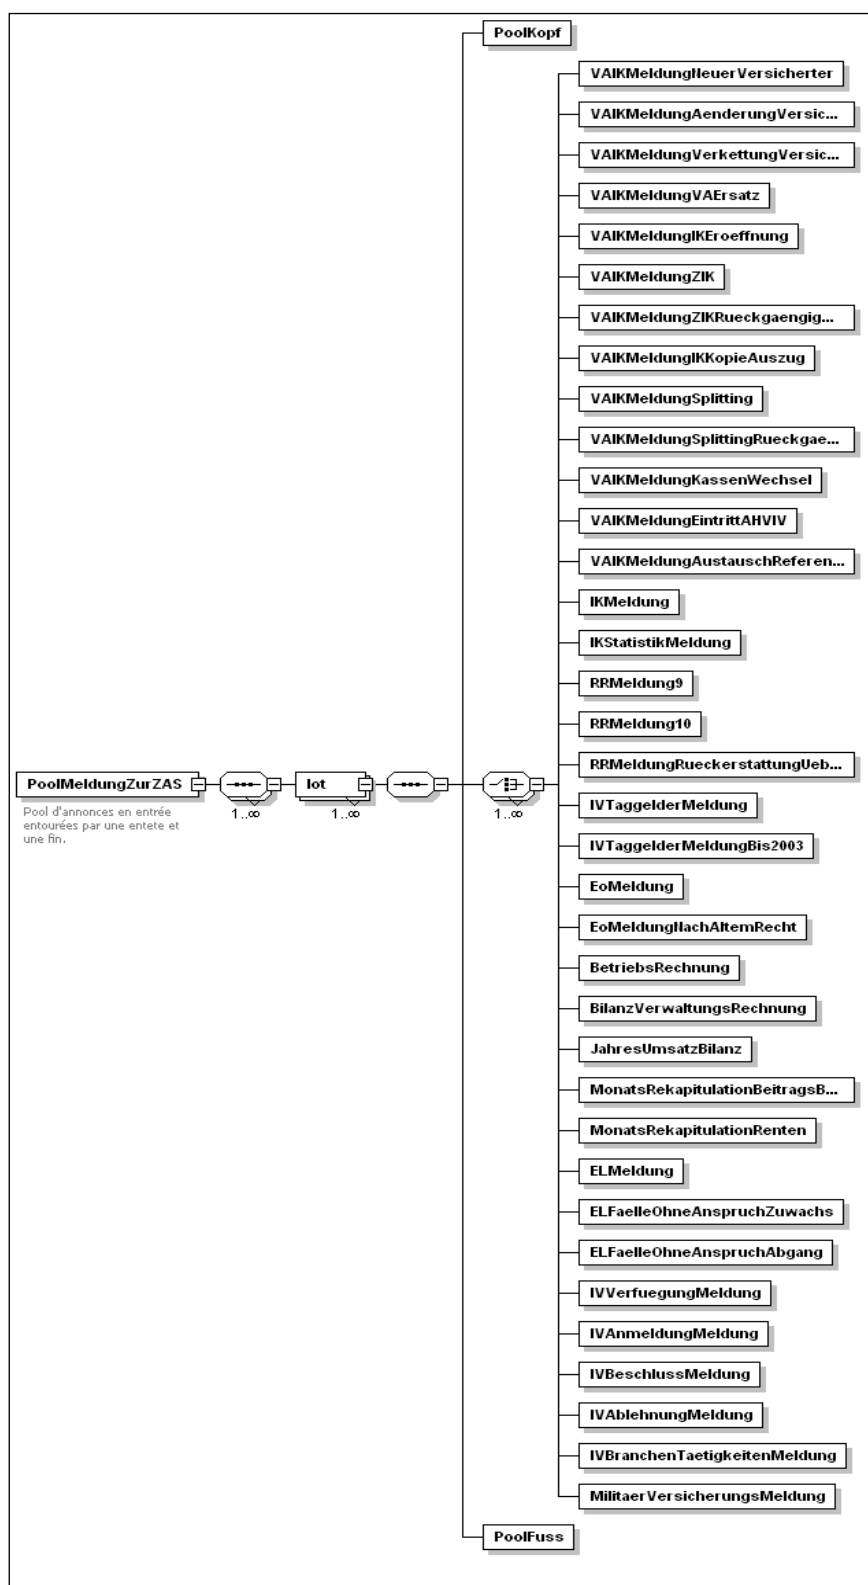 PoolKopf
VAIKMeldungNeuerVersicherter
VAIKMeldungAenderungVersic...
VAIKMeldungVerkettungVersic...
VAIKMeldungVAErsatz
VAIKMeldungIKEroeffnung
VAIKMeldungZIK
VAIKMeldungZIKRueckgaengig...
VAIKMeldungIKKopieAuszug
VAIKMeldungSplitting
VAIKMeldungSplittingRueckgae...
VAIKMeldungKassenWechsel
VAIKMeldungEintrittAHVIV
VAIKMeldungAustauschReferen...
IKMeldung
IKStatistikMeldung
RRMeldung9
RRMeldung10
RRMeldungRueckerstattungUeb...
PoolMeldungZurZAS
lot
Pool d'annonces en entrée
entourées par une entete et
une fin.
1..∞
1..∞
1..∞
IVTaggelderMeldung
IVTaggelderMeldungBis2003
EoMeldung
EoMeldungNachAltemRecht
BetriebsRechnung
BilanzVerwaltungsRechnung
JahresUmsatzBilanz
MonatsRekapitulationBeitragsB...
MonatsRekapitulationRenten
ELMeldung
ELFaelleOhneAnspruchZuwachs
ELFaelleOhneAnspruchAbgang
IVVerfuegungMeldung
IVAnmeldungMeldung
IVBeschlussMeldung
IVAblehnungMeldung
IVBranchenTaetigkeitenMeldung
MilitaerVersicherungsMeldung
PoolFuss